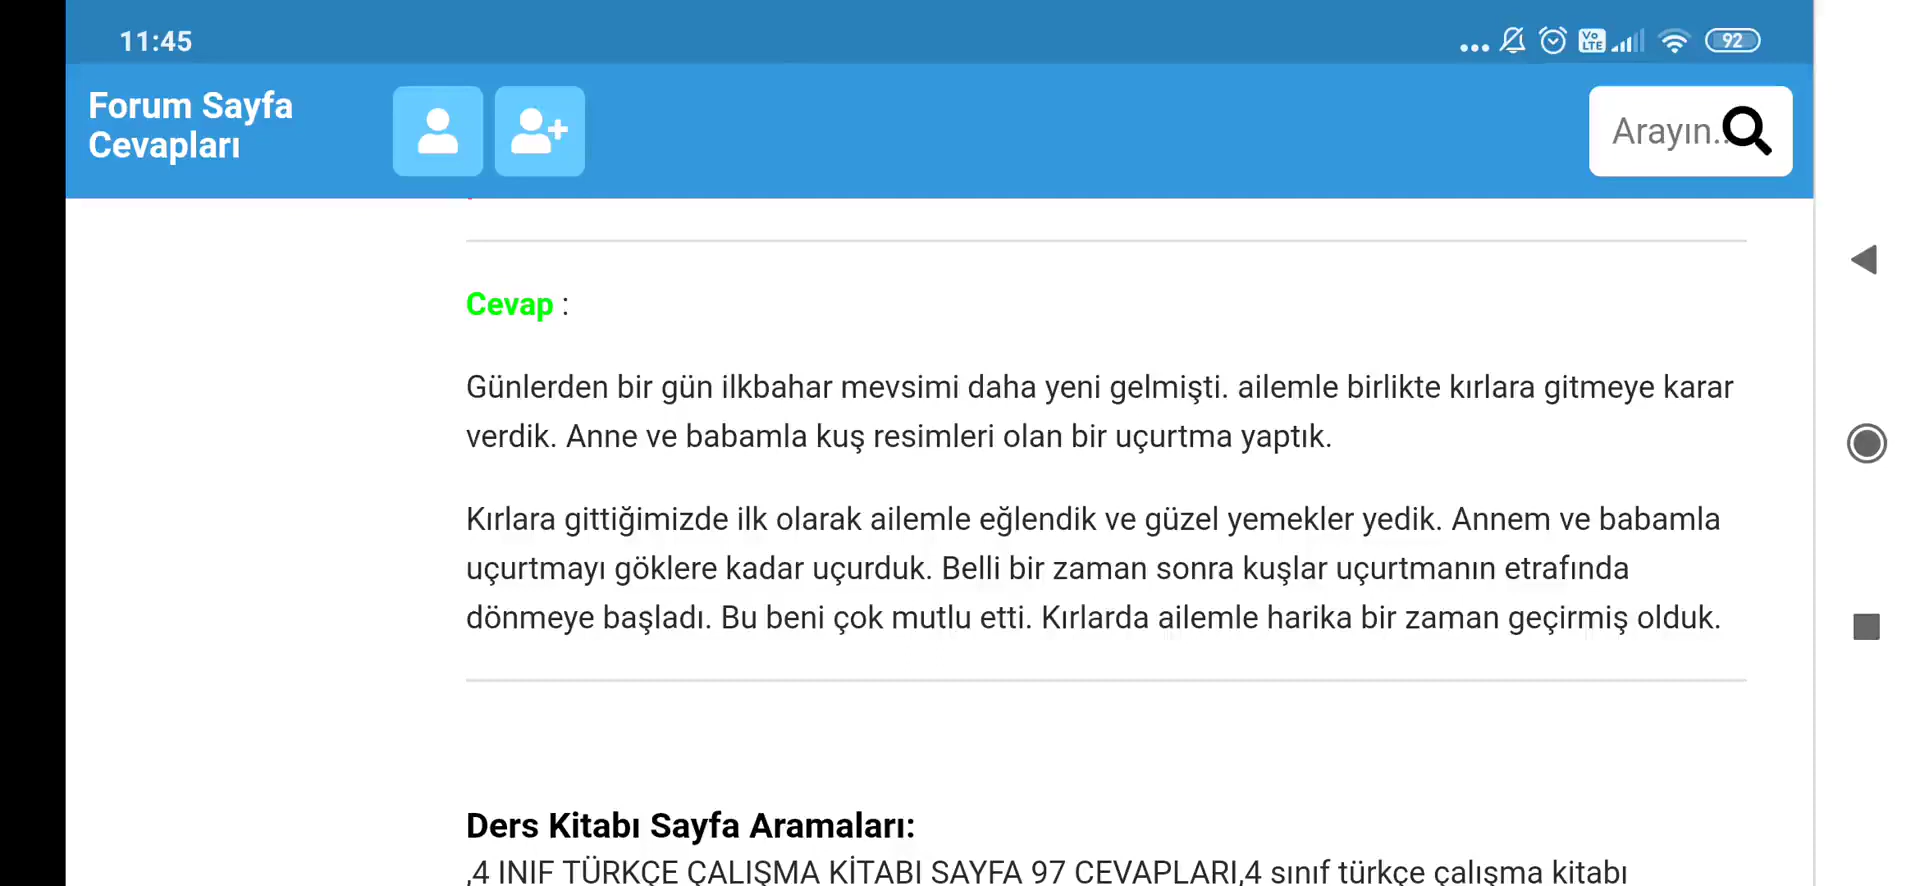 11:45
Vo
LTE
92
Forum Sayfa
Cevapları
Arayın..
Cevap :
Günlerden bir gün ilkbahar mevsimi daha yeni gelmişti. ailemle birlikte kırlara gitmeye karar
verdik. Anne ve babamla kuş resimleri olan bir uçurtma yaptık.
Kırlara gittiğimizde ilk olarak ailemle eğlendik ve güzel yemekler yedik. Annem ve babamla
uçurtmayı göklere kadar uçurduk. Belli bir zaman sonra kuşlar uçurtmanın etrafında
dönmeye başladı. Bu beni çok mutlu etti. Kırlarda ailemle harika bir zaman geçirmiş olduk.
Ders Kitabı Sayfa Aramaları:
,4 INIF TÜRKÇE ÇALIŞMA KİTABI SAYFA 97 CEVAPLARI,4 sınıf türkçe çalışma kitabı